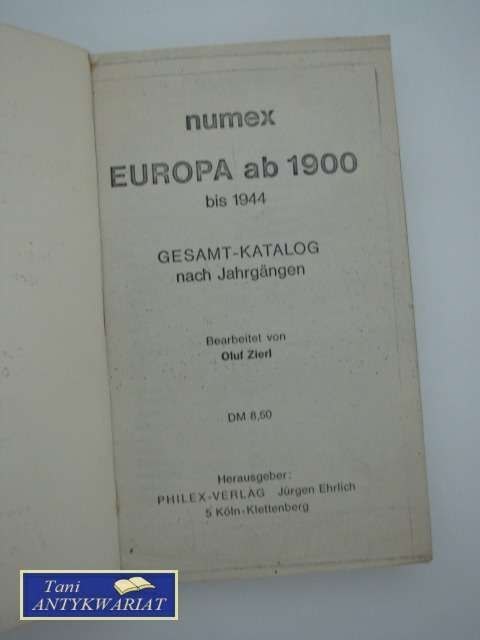 numex
EUROPA ab 1900
bis 1944
GESAMT-KATALOG
nach Jahrgängen
Bearbeitet von
Oluf Zierl
DM 8,50
Herausgeber:
PHILEX-VERLAG Jürgen Ehrlich
5 Köln-Klettenberg
Tani
ANTYKWARIAT